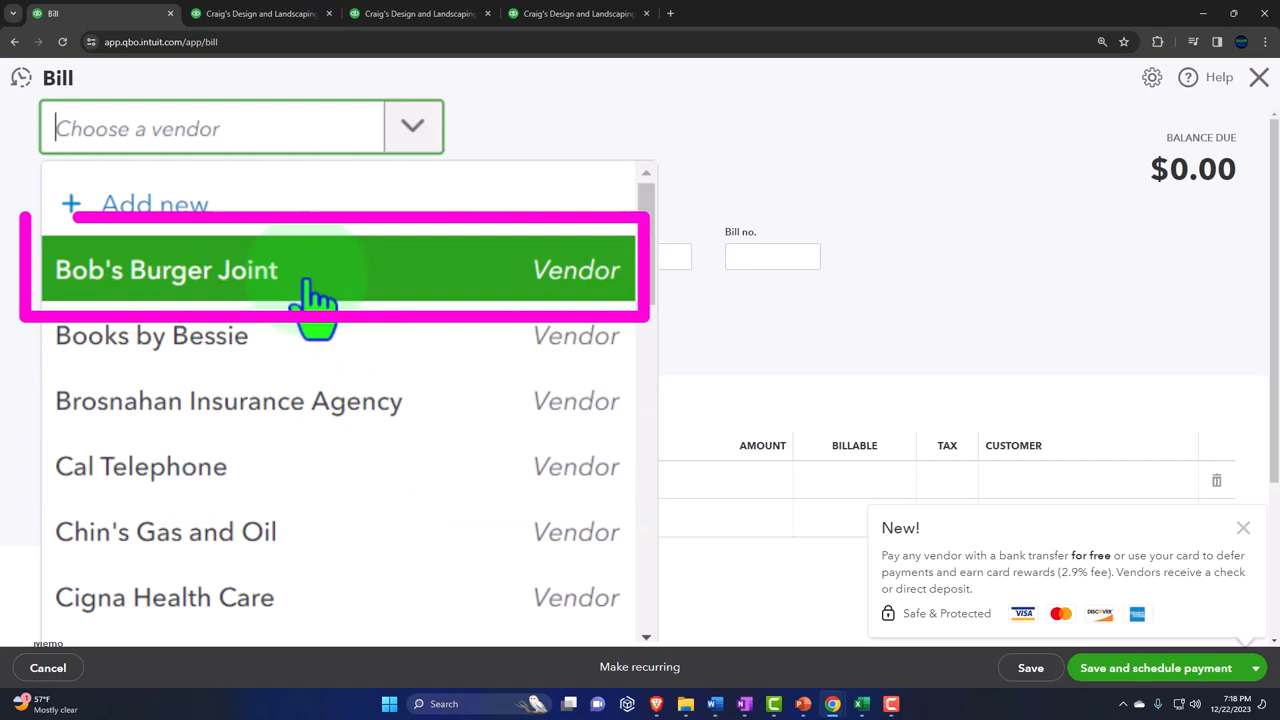 Bill
Craig's Design and Landscaping
Craig's Design and Landscaping
Craig's Design and Landscaping
app.qbo.intuit.com/app/bill
Bill
Help
Choose a vendor
BALANCE DUE
$0.00
+ Add new
Bob's Burger Joint Vendor
Bill no.
Books by Bessie Vendor
Brosnahan Insurance Agency Vendor
Cal Telephone Vendor
Chin's Gas and Oil Vendor
Cigna Health Care Vendor
AMOUNT BILLABLE TAX CUSTOMER
New!
Pay any vendor with a bank transfer for free or use your card to defer
payments and earn card rewards (2.9% fee). Vendors receive a check
or direct deposit.
Safe & Protected VISA DISCOVER
Memo
Cancel Make recurring Save Save and schedule payment
1
57°F
Mostly clear
Search
7:18 PM
12/22/2023